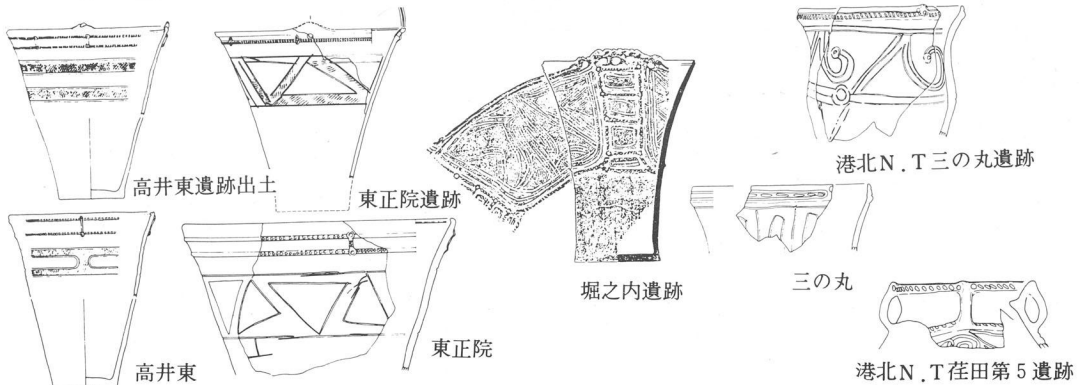 高井東遺跡出土
東正院遺跡
堀之内遺跡
港北N.T三の丸遺跡
三の丸
高井東
東正院
港北N.T荏田第5遺跡